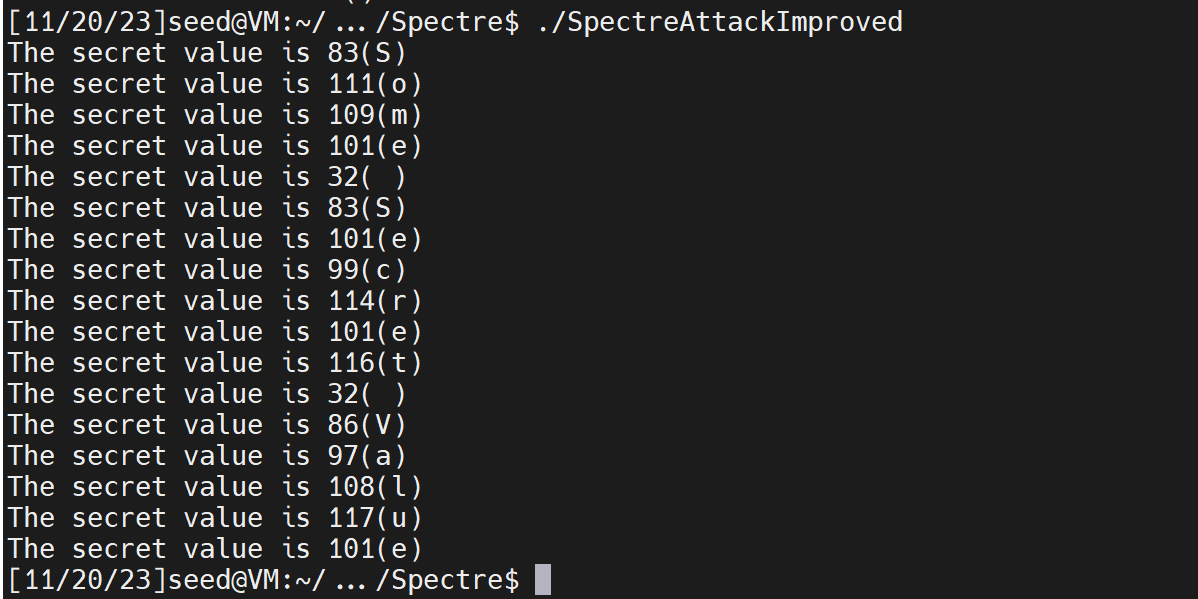 [11/20/23]seed@VM:~/ … /Spectre$ ./SpectreAttackImproved
The secret value is 83(S)
The secret value is 111(o)
The secret value is 109(m)
The secret value is 101(e)
The secret value is 32( )
The secret value is 83(S)
The secret value is 101(e)
The secret value is 99(c)
The secret value is 114(r)
The secret value is 101(e)
The secret value is 116(t)
The secret value is 32( )
The secret value is 86(V)
The secret value is 97(a)
The secret value is 108(l)
The secret value is 117(u)
The secret value is 101(e)
[11/20/23]seed@VM:~/ … /Spectre$